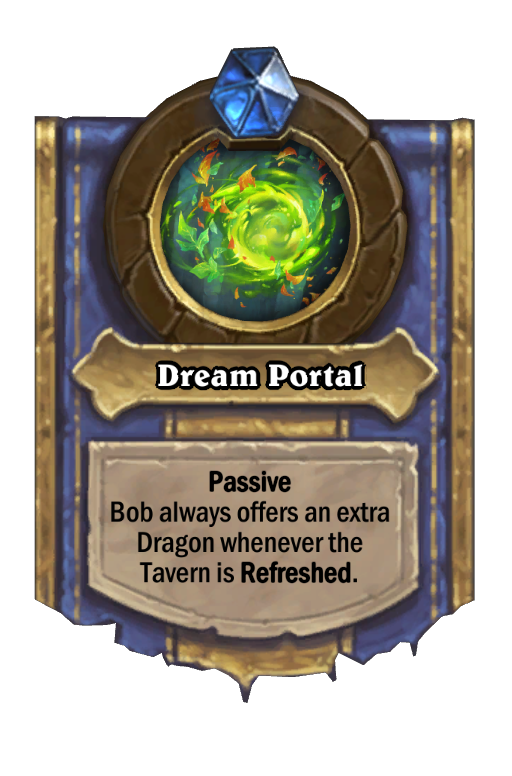 Dream Portal
Passive
Bob always offers an extra
Dragon whenever the
Tavern is Refreshed.